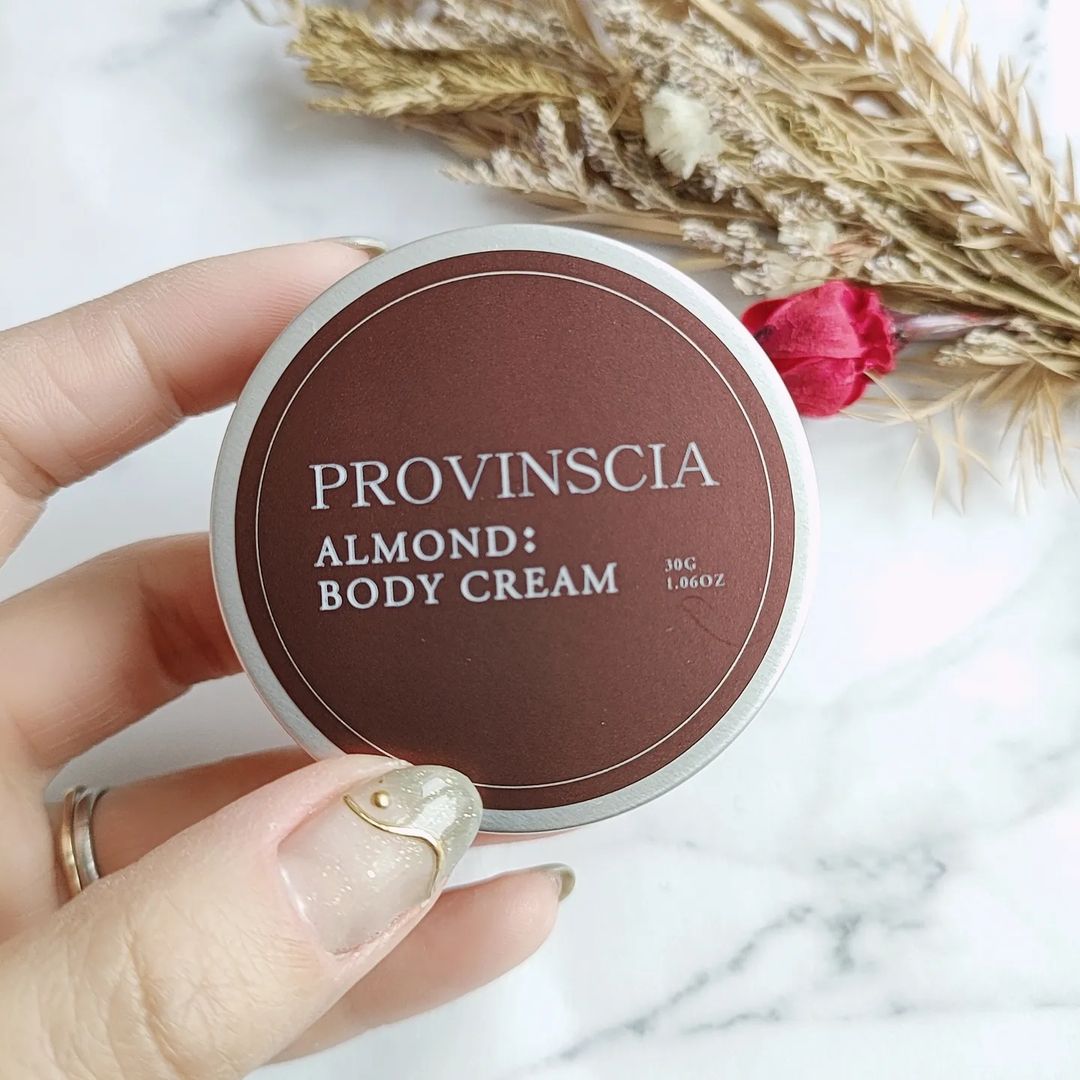 PROVINSCIA
ALMOND:
BODY CREAM
30G
1.06OZ